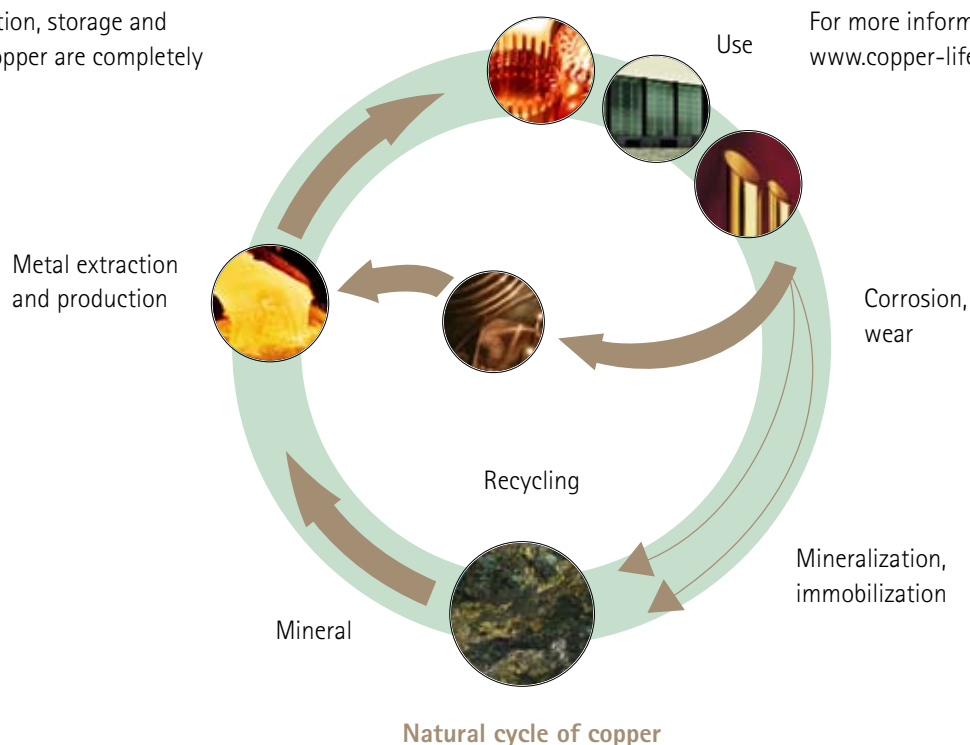 tion, storage and
opper are completely
For more inform
www.copper-life
Use
Metal extraction
and production
Corrosion,
wear
Recycling
Mineralization,
immobilization
Mineral
Natural cycle of copper